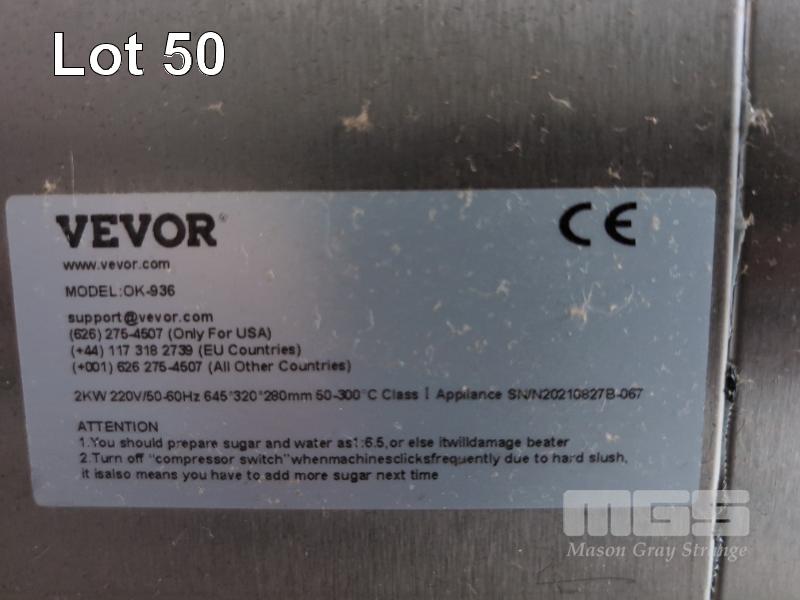 Lot 50
VEVOR®
CE
www.vevor.com
MODEL:OK-936
support@vevor.com
(626) 275-4507 (Only For USA)
(+44) 117 318 2739 (EU Countries)
(+001) 626 275-4507 (All Other Countries)
2KW 220V/50-60Hz 645*320*280mm 50-300°C Class I Appliance SN/N20210827B-067
ATTENTION
1.You should prepare sugar and water as1:6.5,or else itwilldamage beater
2.Turn off "compressor switch"whenmachinesclicksfrequently due to hard slush,
it isalso means you have to add more sugar next time
MGS
Mason Gray Strange